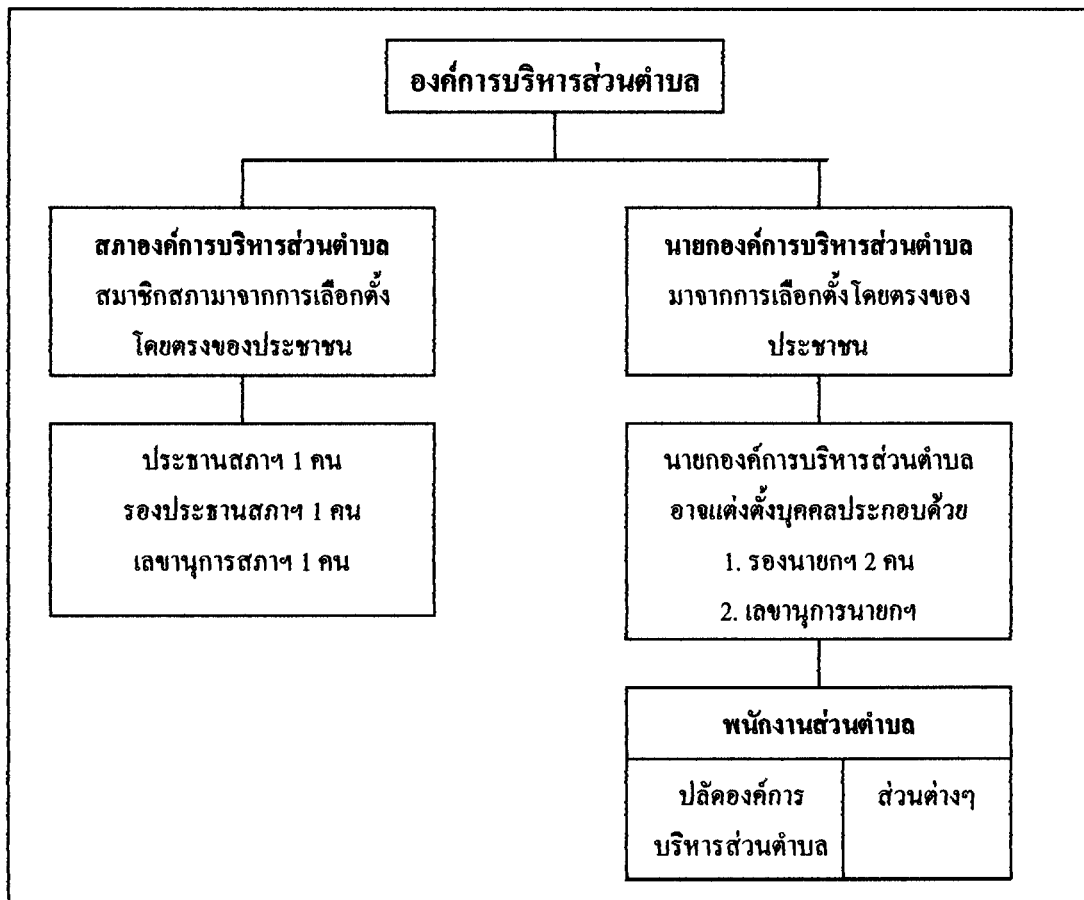 องค์การบริหารส่วนตำบล
สภาองค์การบริหารส่วนตำบล
สมาชิกสภามาจากการเลือกตั้ง
โดยตรงของประชาชน
ประธานสภาฯ 1 คน
รองประธานสภาฯ 1 คน
เลขานุการสภาฯ 1 คน
นายกองค์การบริหารส่วนตำบล
มาจากการเลือกตั้งโดยตรงของ
ประชาชน
นายกองค์การบริหารส่วนตำบล
อาจแต่งตั้งบุคคลประกอบด้วย
1. รองนายกฯ 2 คน
2. เลขานุการนายกฯ
พนักงานส่วนตำบล
ปลัดองค์การ
บริหารส่วนตำบล
ส่วนต่างๆ